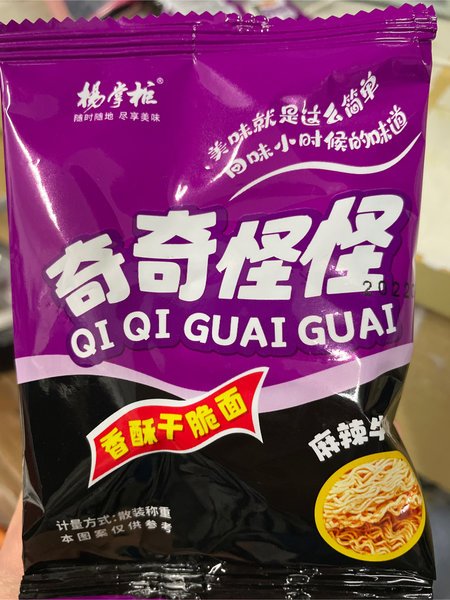 杨掌柜®
随时随地 尽享美味
美味就是这么简单
回味小时候的味道
奇奇怪怪
2022
QI QI GUAI GUAI
香酥干脆面
麻辣牛
计量方式:散装称重
本图案仅供参考